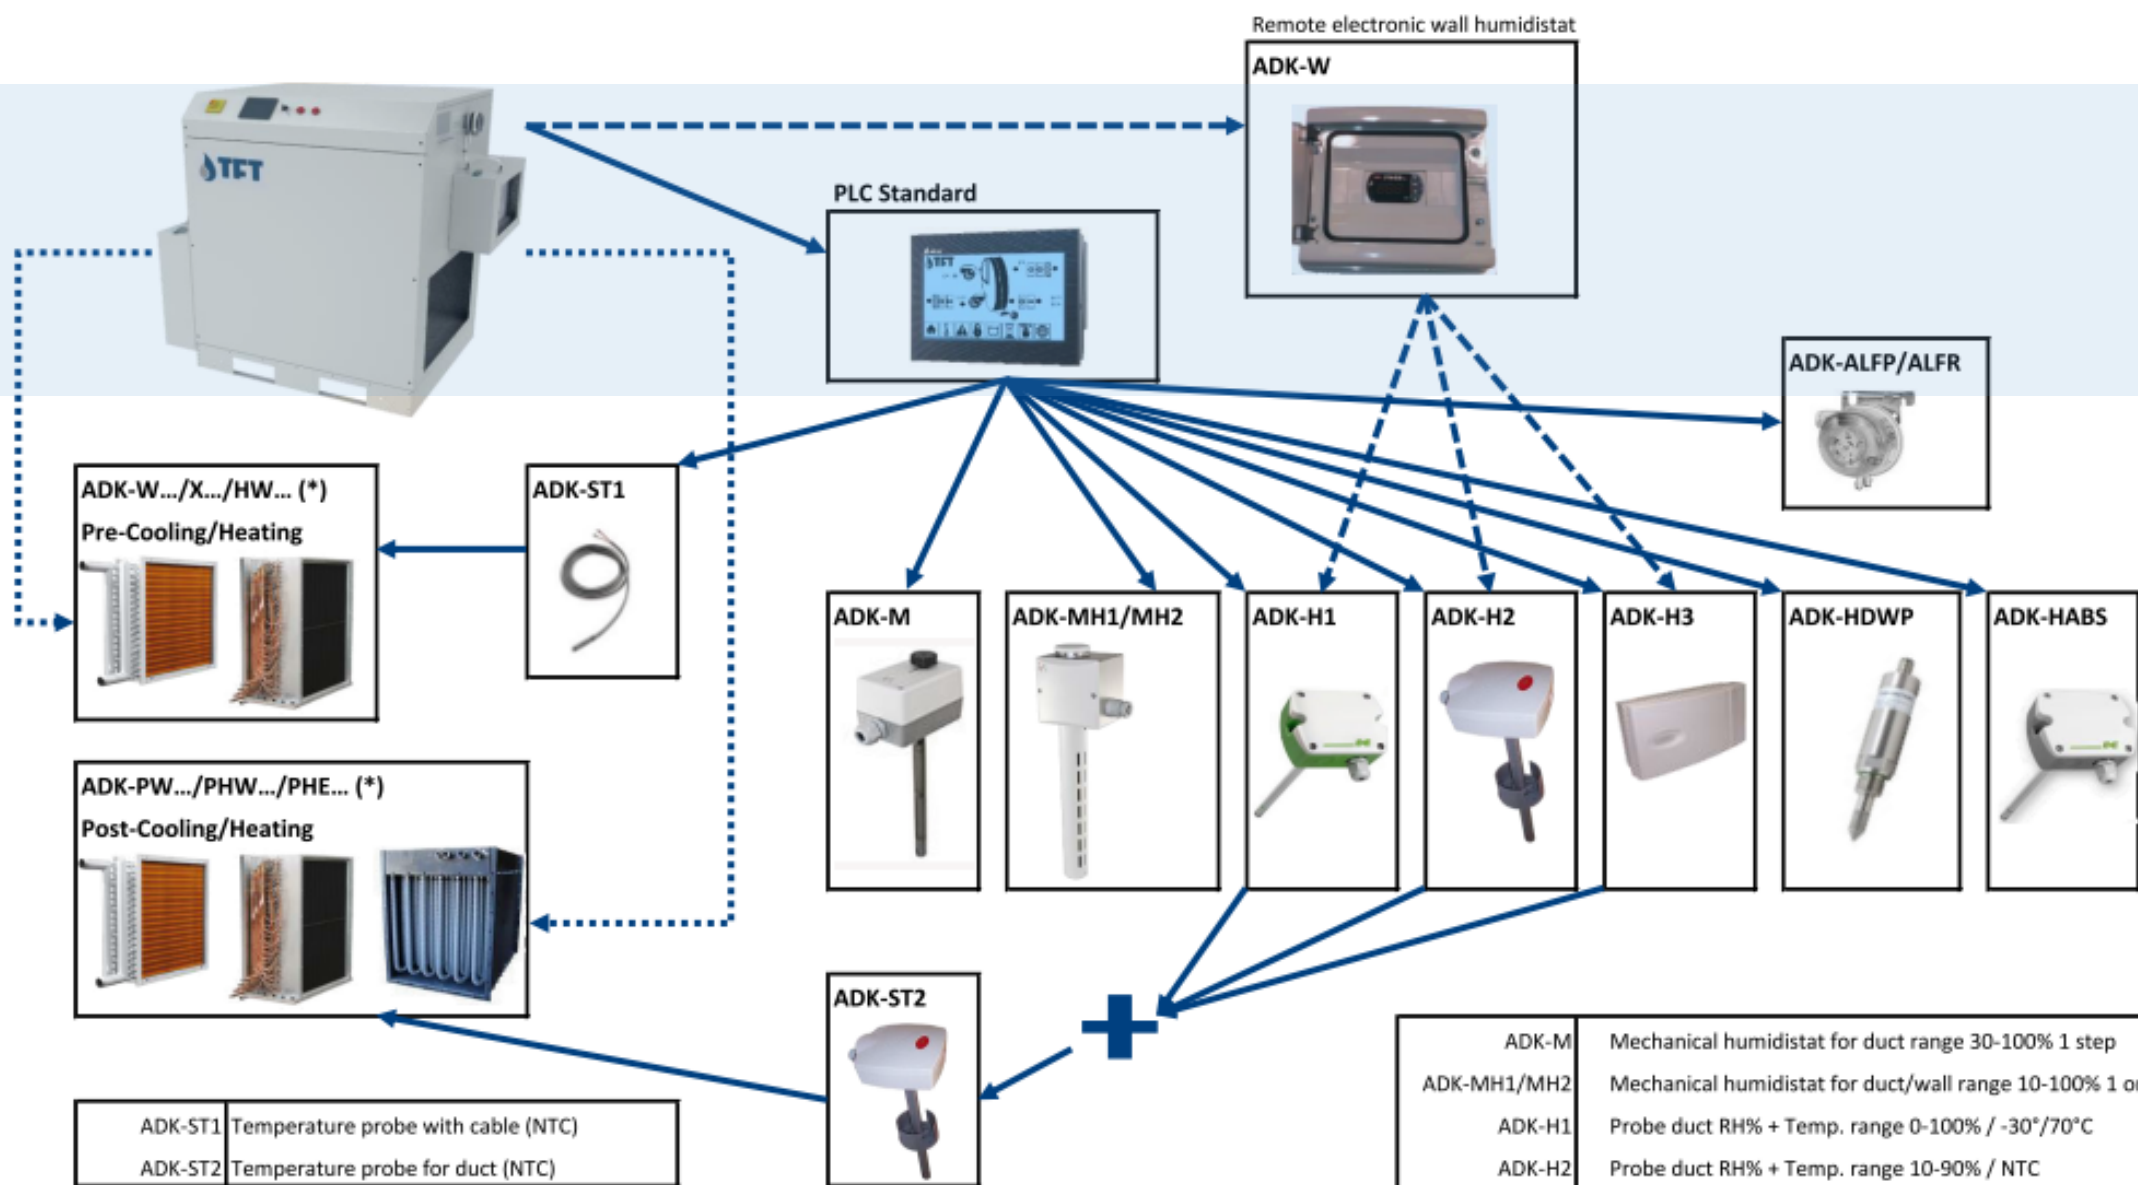 Remote electronic wall humidistat
ADK-W
TFT
PLC Standard
TFT
ADK-ALFP/ALFR
ADK-W.../X.../HW... (*)
Pre-Cooling/Heating
ADK-ST1
ADK-M
ADK-MH1/MH2
ADK-H1
ADK-H2
ADK-H3
ADK-HDWP
ADK-HABS
ADK-PW.../PHW.../PHE... (*)
Post-Cooling/Heating
ADK-ST2
ADK-ST1 Temperature probe with cable (NTC)
ADK-ST2 Temperature probe for duct (NTC)
ADK-M Mechanical humidistat for duct range 30-100% 1 step
ADK-MH1/MH2 Mechanical humidistat for duct/wall range 10-100% 1 or
ADK-H1 Probe duct RH% + Temp. range 0-100% / -30°/70°C
ADK-H2 Probe duct RH% + Temp. range 10-90% / NTC